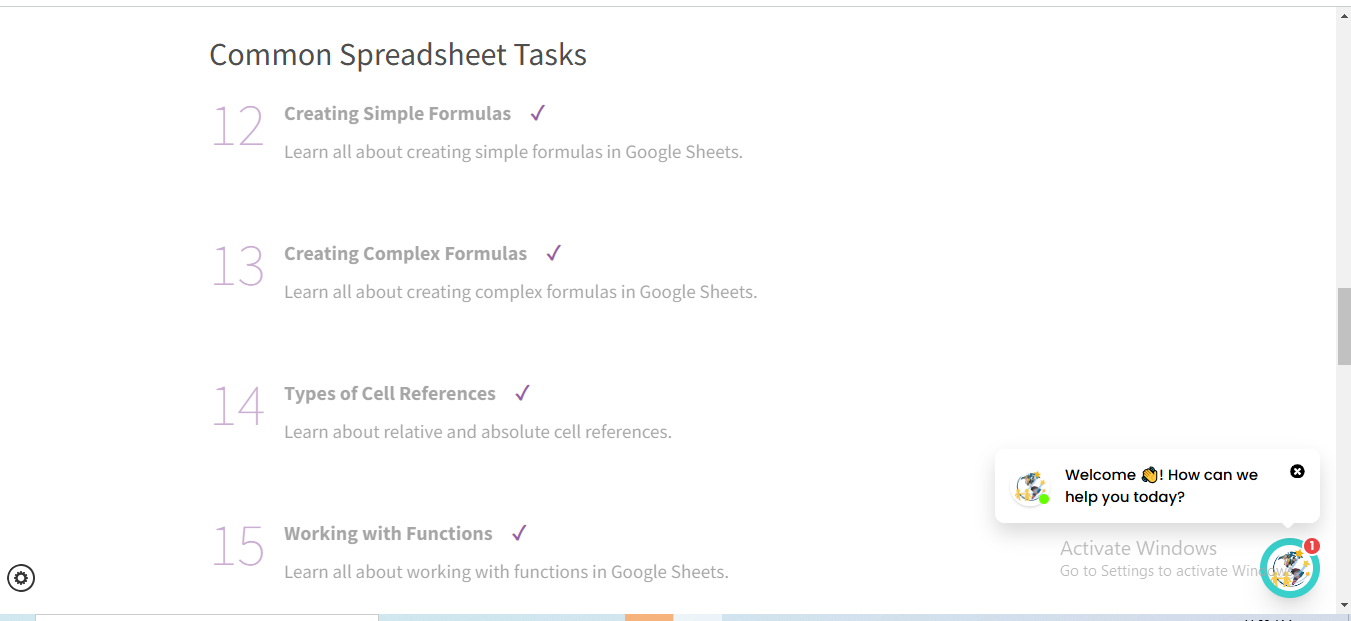 Common Spreadsheet Tasks
12
Creating Simple Formulas ✓
Learn all about creating simple formulas in Google Sheets.
13
Creating Complex Formulas ✓
Learn all about creating complex formulas in Google Sheets.
14
Types of Cell References ✓
Learn about relative and absolute cell references.
15
Working with Functions ✓
Learn all about working with functions in Google Sheets.
Welcome 👏! How can we
help you today?
1
Activate Windows
Go to Settings to activate